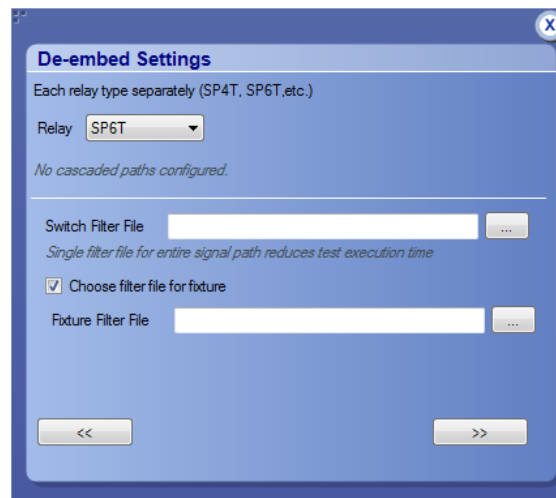 X
De-embed Settings
Each relay type separately (SP4T, SP6T,etc.)
Relay SP6T
No cascaded paths configured.
Switch Filter File ...
Single filter file for entire signal path reduces test execution time
Choose filter file for fixture
Fixture Filter File ...
<< >>